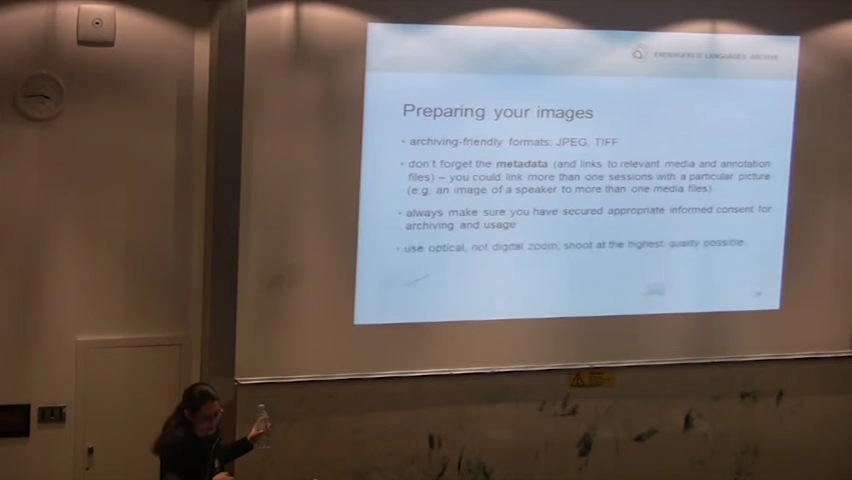 ENDANGERED LANGUAGES ARCHIVE
Preparing your images
• archiving-friendly formats: JPEG, TIFF
• don't forget the metadata (and links to relevant media and annotation
files) – you could link more than one sessions with a particular picture
(e.g. an image of a speaker to more than one media files)
• always make sure you have secured appropriate informed consent for
archiving and usage
• use optical, not digital zoom, shoot at the highest quality possible